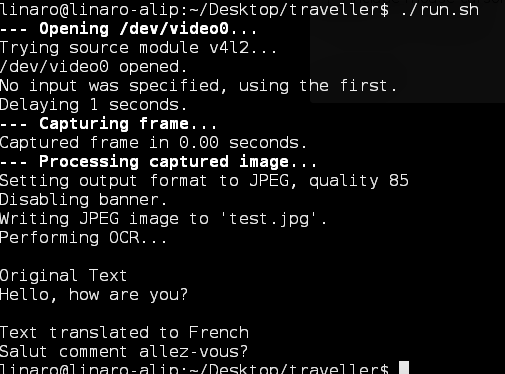 linaro@linaro-alip:~/Desktop/traveller$ ./run.sh
--- Opening /dev/video0...
Trying source module v4l2...
/dev/video0 opened.
No input was specified, using the first.
Delaying 1 seconds.
--- Capturing frame...
Captured frame in 0.00 seconds.
--- Processing captured image...
Setting output format to JPEG, quality 85
Disabling banner.
Writing JPEG image to 'test.jpg'.
Performing OCR...
Original Text
Hello, how are you?
Text translated to French
Salut comment allez-vous?
linaro@linaro-alip:~/Desktop/traveller$